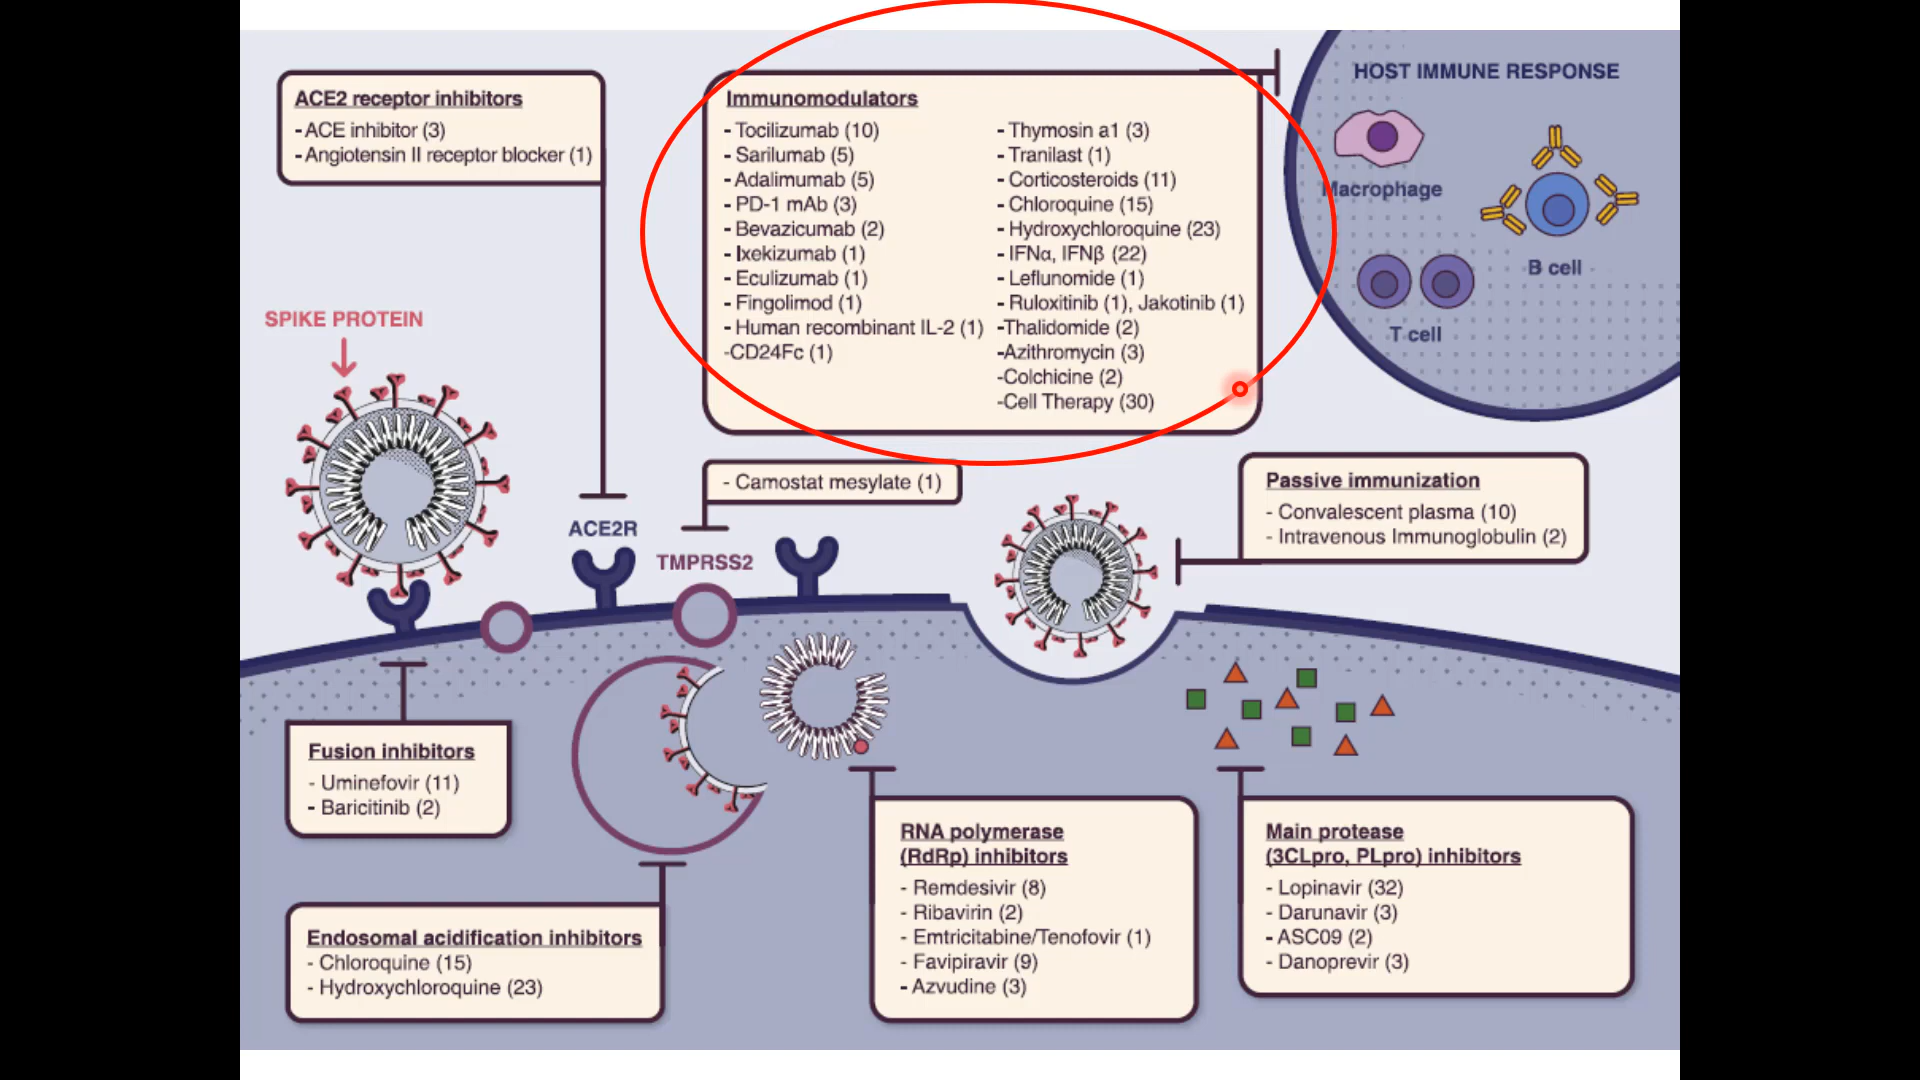 ACE2 receptor inhibitors
- ACE inhibitor (3)
- Angiotensin II receptor blocker (1)
Immunomodulators
- Tocilizumab (10)
- Sarilumab (5)
- Adalimumab (5)
- PD-1 mAb (3)
- Bevazicumab (2)
- Ixekizumab (1)
- Eculizumab (1)
- Fingolimod (1)
- Human recombinant IL-2 (1)
-CD24Fc (1)
- Thymosin a1 (3)
- Tranilast (1)
- Corticosteroids (11)
- Chloroquine (15)
- Hydroxychloroquine (23)
- IFNα, IFNβ (22)
- Leflunomide (1)
- Ruloxitinib (1), Jakotinib (1)
-Thalidomide (2)
-Azithromycin (3)
-Colchicine (2)
-Cell Therapy (30)
HOST IMMUNE RESPONSE
Macrophage
B cell
T cell
SPIKE PROTEIN
- Camostat mesylate (1)
ACE2R
TMPRSS2
Passive immunization
- Convalescent plasma (10)
- Intravenous Immunoglobulin (2)
Fusion inhibitors
- Uminefovir (11)
- Baricitinib (2)
Endosomal acidification inhibitors
- Chloroquine (15)
- Hydroxychloroquine (23)
RNA polymerase
(RdRp) inhibitors
- Remdesivir (8)
- Ribavirin (2)
- Emtricitabine/Tenofovir (1)
- Favipiravir (9)
- Azvudine (3)
Main protease
(3CLpro, PLpro) inhibitors
- Lopinavir (32)
- Darunavir (3)
- ASC09 (2)
- Danoprevir (3)